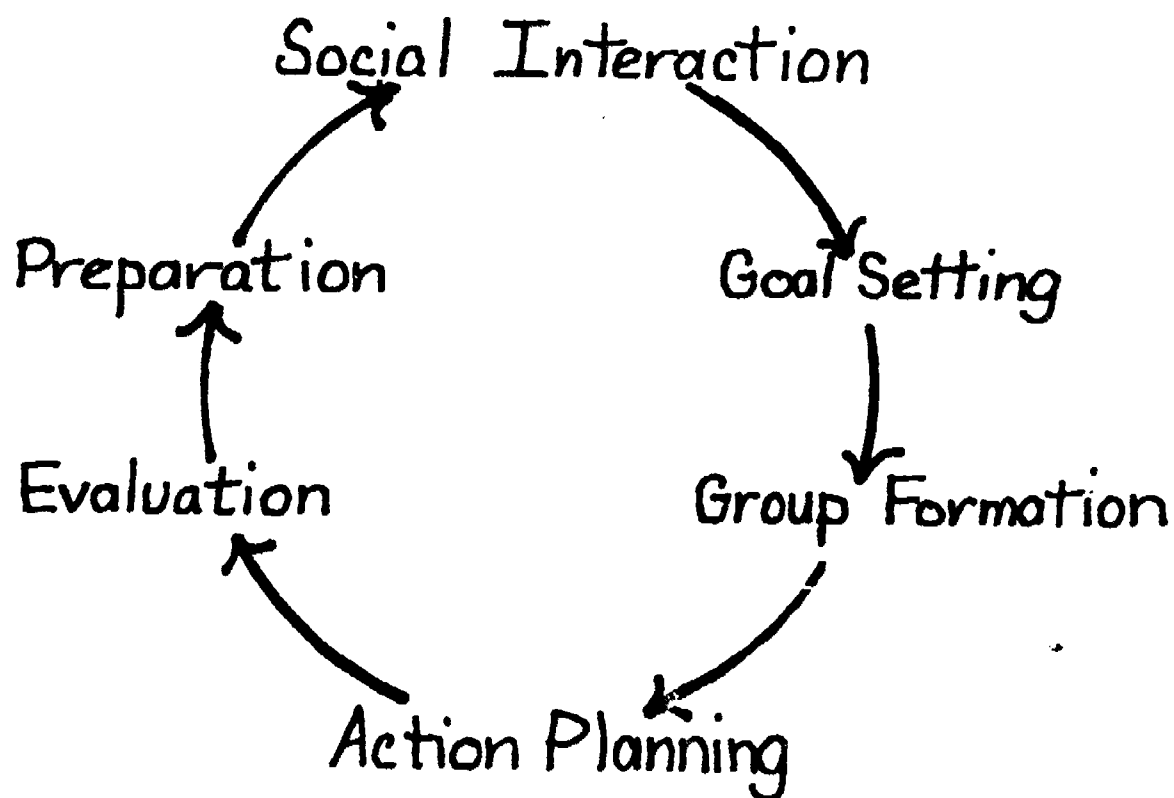 Social Interaction
Preparation
Goal Setting
Evaluation
Group Formation
Action Planning